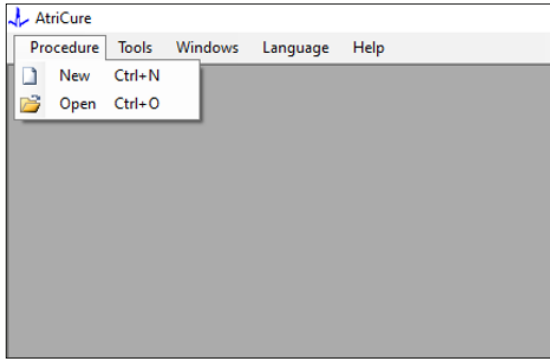 AtriCure
Procedure Tools Windows Language Help
New Ctrl+N
Open Ctrl+O